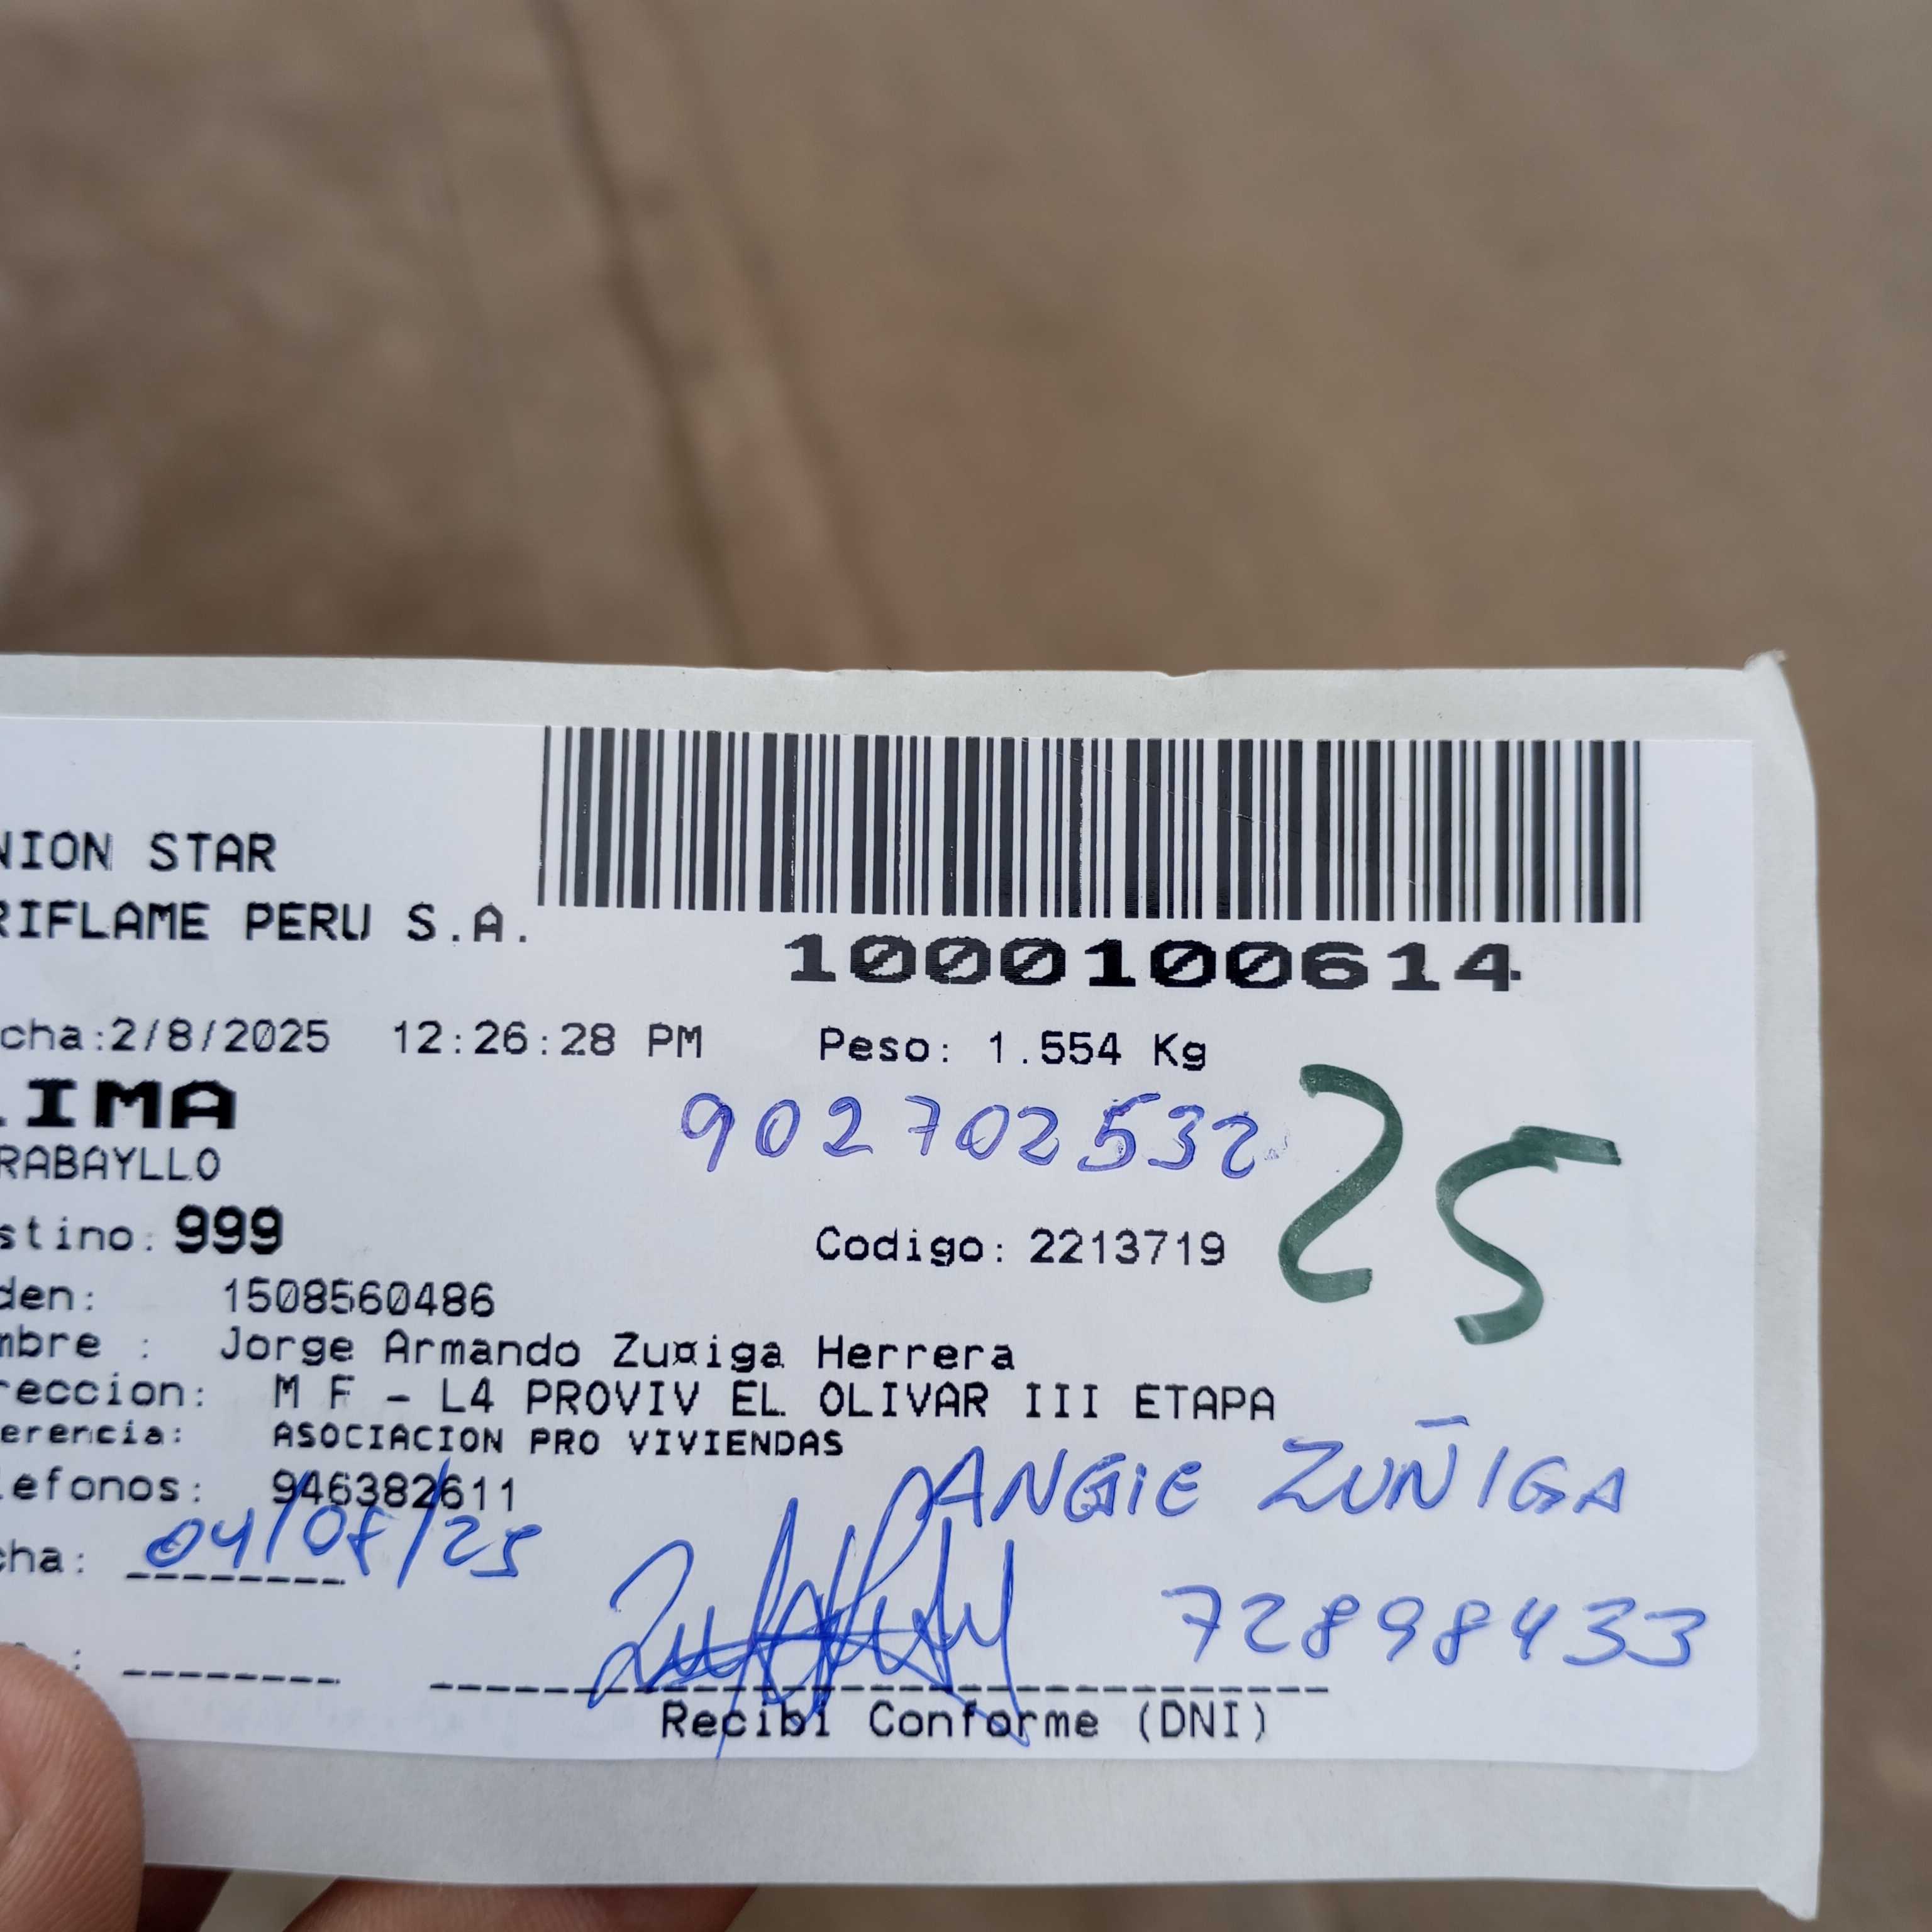 NION STAR
RIFLAME PERU S.A.
1000100614
cha:2/8/2025 12:26:28 PM Peso: 1.554 Kg
LIMA
902702532
RABAYLLO
25
stino: 999
Codigo: 2213719
den: 1508560486
mbre : Jorge Armando Zu¤iga Herrera
reccion: M F - L4 PROVIV EL OLIVAR III ETAPA
erencia: ASOCIACION PRO VIVIENDAS
lefonos: 946382611
ANGIE ZUÑIGA
cha: 04/08/25
72898433
Recibi Conforme (DNI)